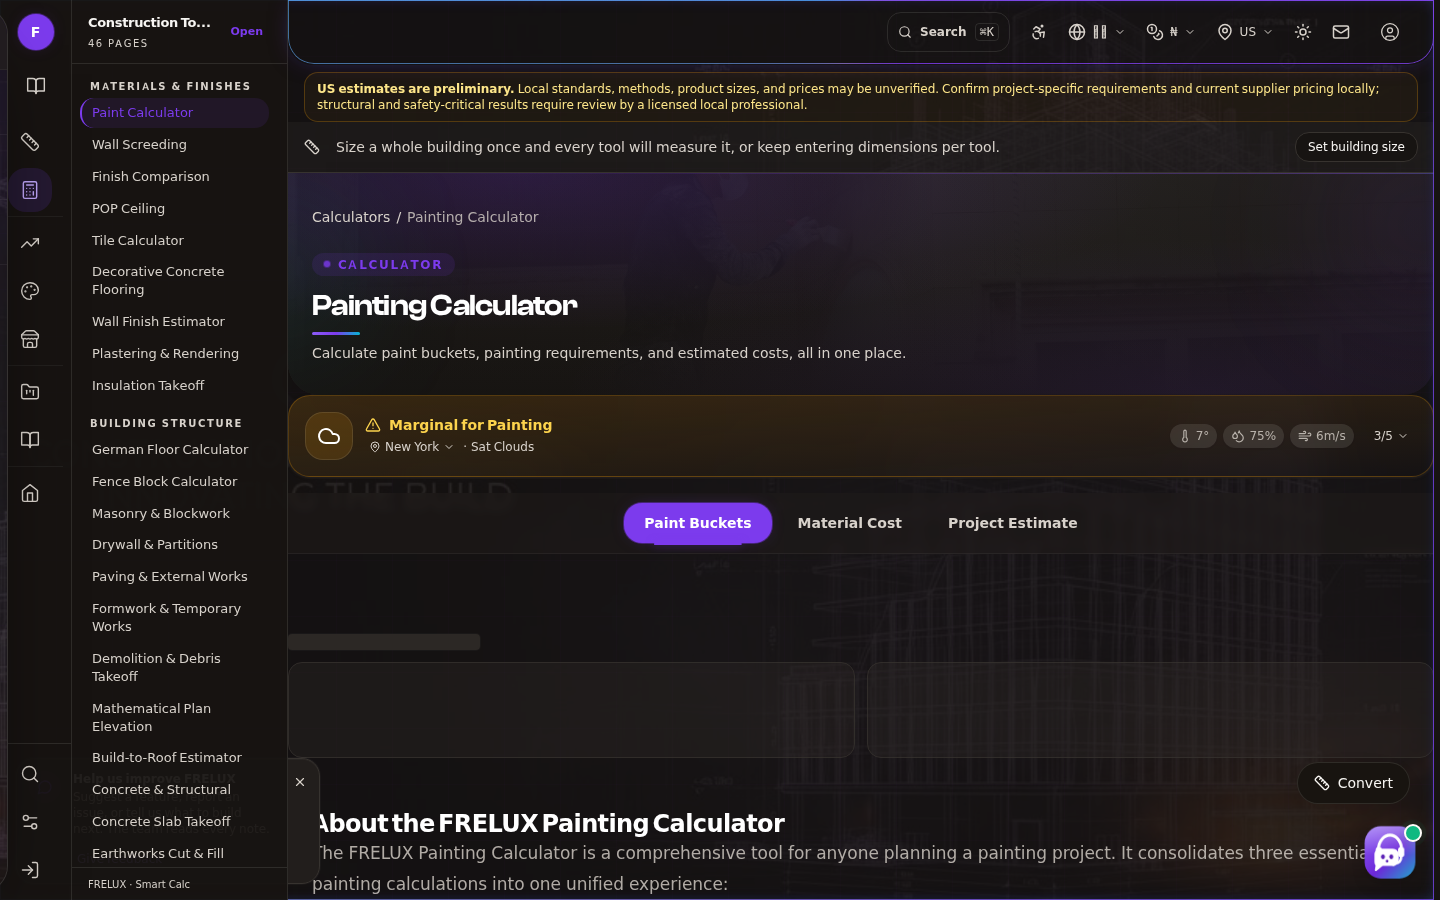 F
Construction To...
46 PAGES
Open
MATERIALS & FINISHES
Paint Calculator
Wall Screeding
Finish Comparison
POP Ceiling
Tile Calculator
Decorative Concrete
Flooring
Wall Finish Estimator
Plastering & Rendering
Insulation Takeoff
BUILDING STRUCTURE
German Floor Calculator
Fence Block Calculator
Masonry & Blockwork
Drywall & Partitions
Paving & External Works
Formwork & Temporary
Works
Demolition & Debris
Takeoff
Mathematical Plan
Elevation
Build-to-Roof Estimator
Concrete & Structural
Concrete Slab Takeoff
Earthworks Cut & Fill
FRELUX · Smart Calc
Help us improve FRELUX
Search ⌘K
₦
US
US estimates are preliminary. Local standards, methods, product sizes, and prices may be unverified. Confirm project-specific requirements and current supplier pricing locally;
structural and safety-critical results require review by a licensed local professional.
Size a whole building once and every tool will measure it, or keep entering dimensions per tool.
Set building size
Calculators / Painting Calculator
CALCULATOR
Painting Calculator
Calculate paint buckets, painting requirements, and estimated costs, all in one place.
Marginal for Painting
New York · Sat Clouds
7° 75% 6m/s 3/5
G THE BUILD
Paint Buckets Material Cost Project Estimate
Convert
About the FRELUX Painting Calculator
The FRELUX Painting Calculator is a comprehensive tool for anyone planning a painting project. It consolidates three essentia
painting calculations into one unified experience: